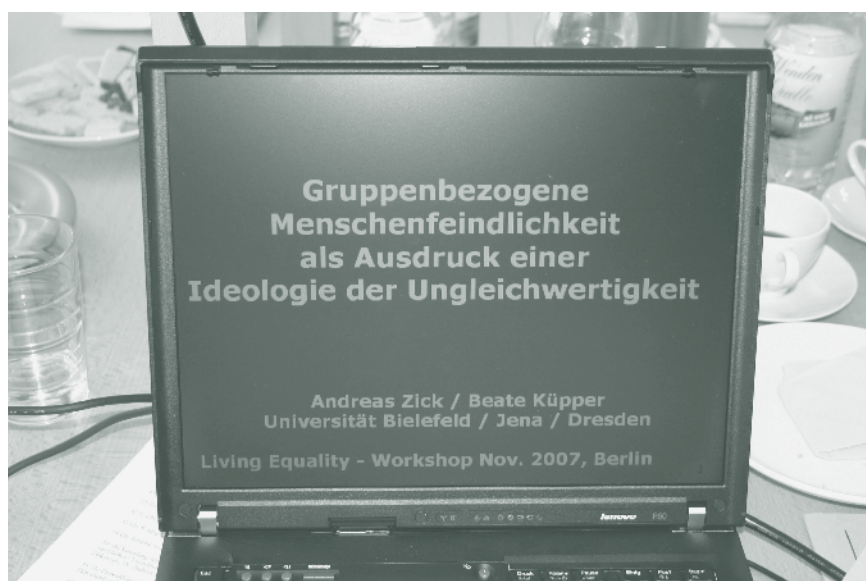 Gruppenbezogene
Menschenfeindlichkeit
als Ausdruck einer
Ideologie der Ungleichwertigkeit
Andreas Zick / Beate Küpper
Universität Bielefeld / Jena / Dresden
Living Equality - Workshop Nov. 2007, Berlin
lenovo R60